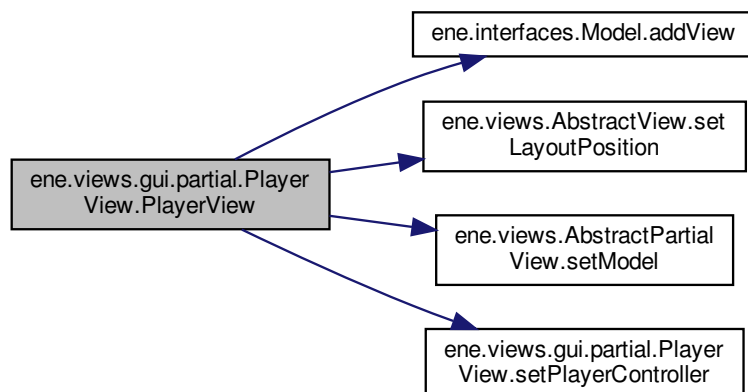 ene.interfaces.Model.addView
ene.views.AbstractView.set
LayoutPosition
ene.views.gui.partial.Player
View.PlayerView
ene.views.AbstractPartial
View.setModel
ene.views.gui.partial.Player
View.setPlayerController